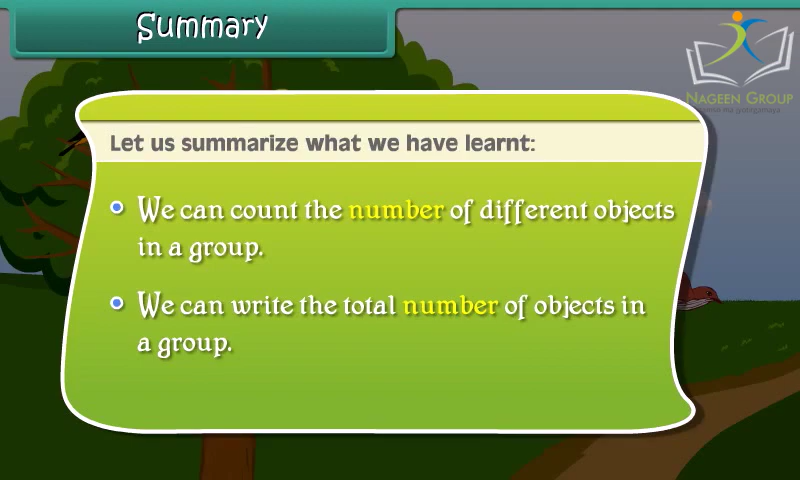 Summary
NAGEEN GROUP
Let us summarize what we have learnt:
We can count the number of different objects
in a group.
We can write the total number of objects in
a group.